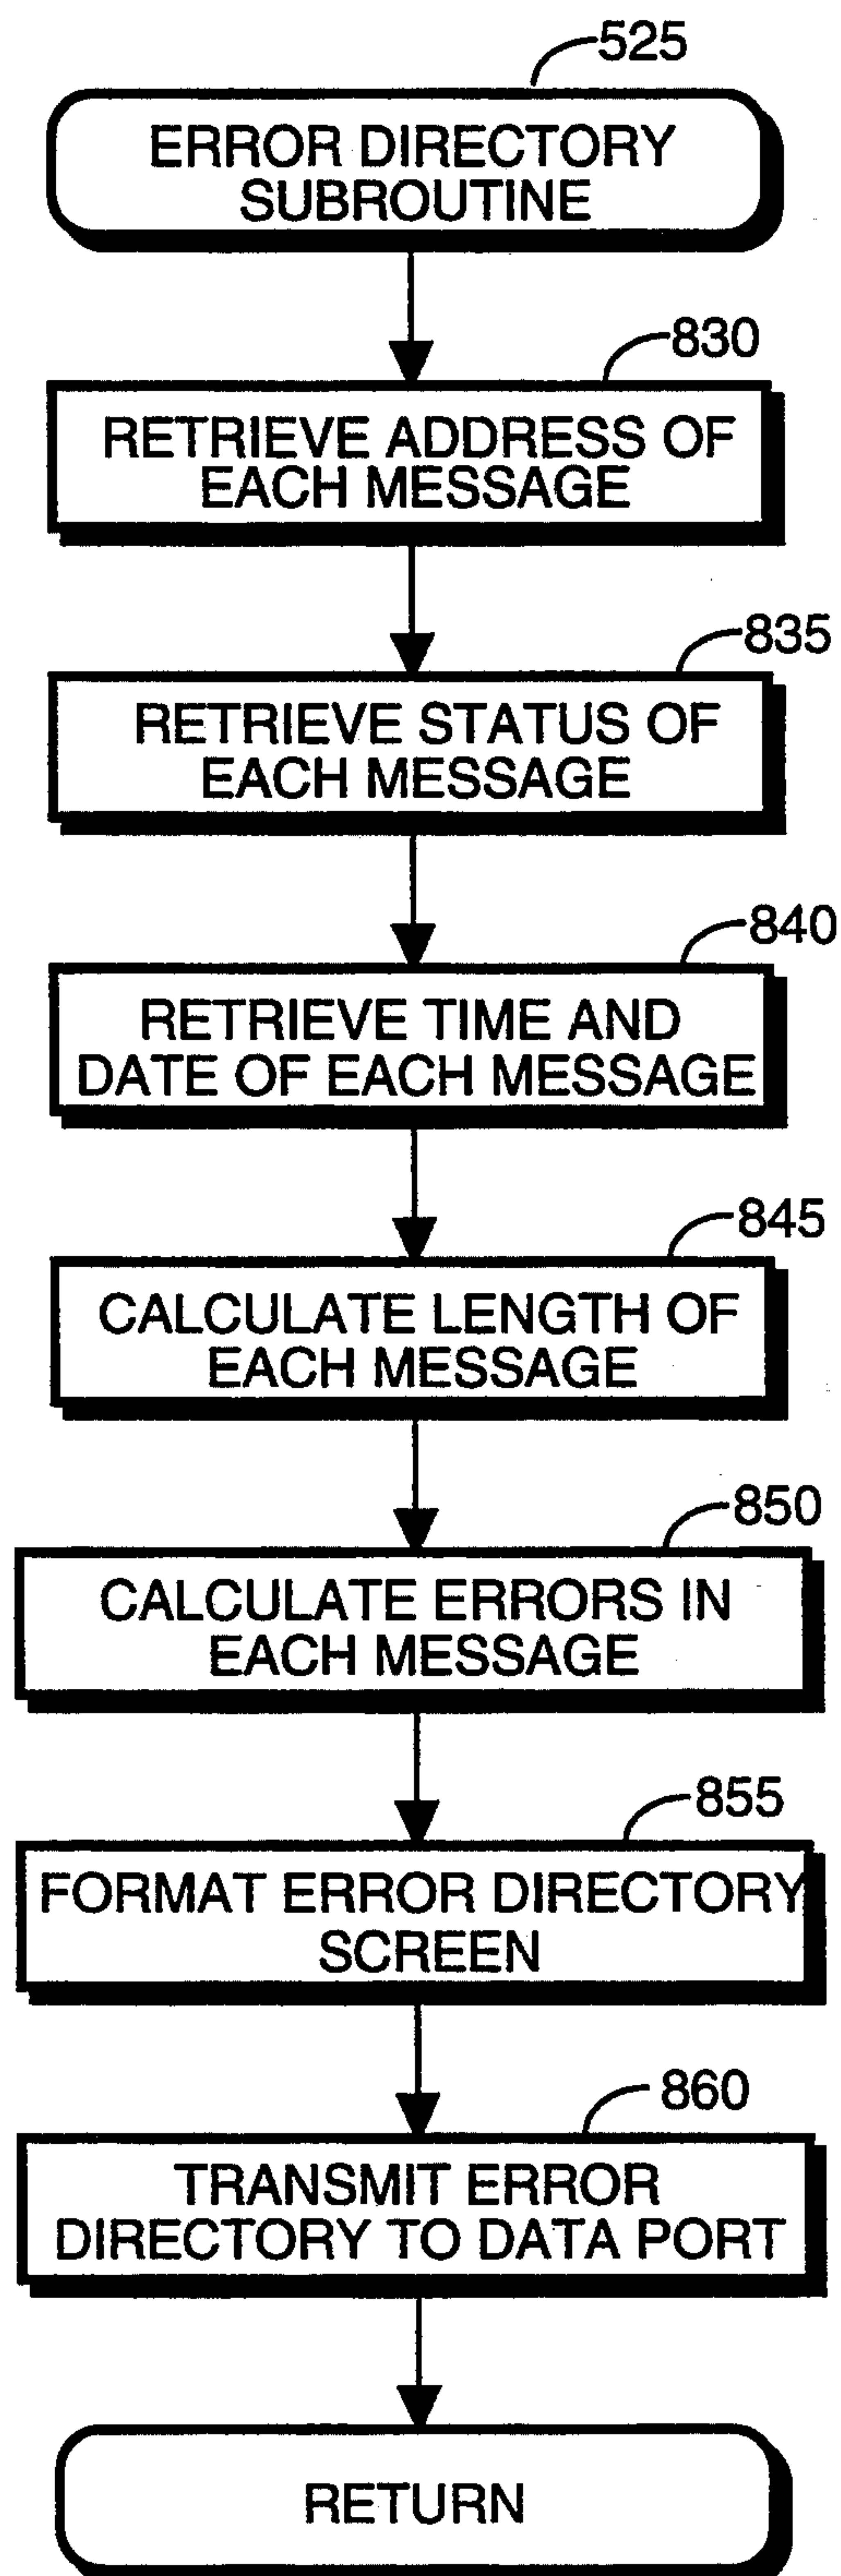 525
ERROR DIRECTORY
SUBROUTINE
830
RETRIEVE ADDRESS OF
EACH MESSAGE
835
RETRIEVE STATUS OF
EACH MESSAGE
840
RETRIEVE TIME AND
DATE OF EACH MESSAGE
845
CALCULATE LENGTH OF
EACH MESSAGE
850
CALCULATE ERRORS IN
EACH MESSAGE
855
FORMAT ERROR DIRECTORY
SCREEN
860
TRANSMIT ERROR
DIRECTORY TO DATA PORT
RETURN